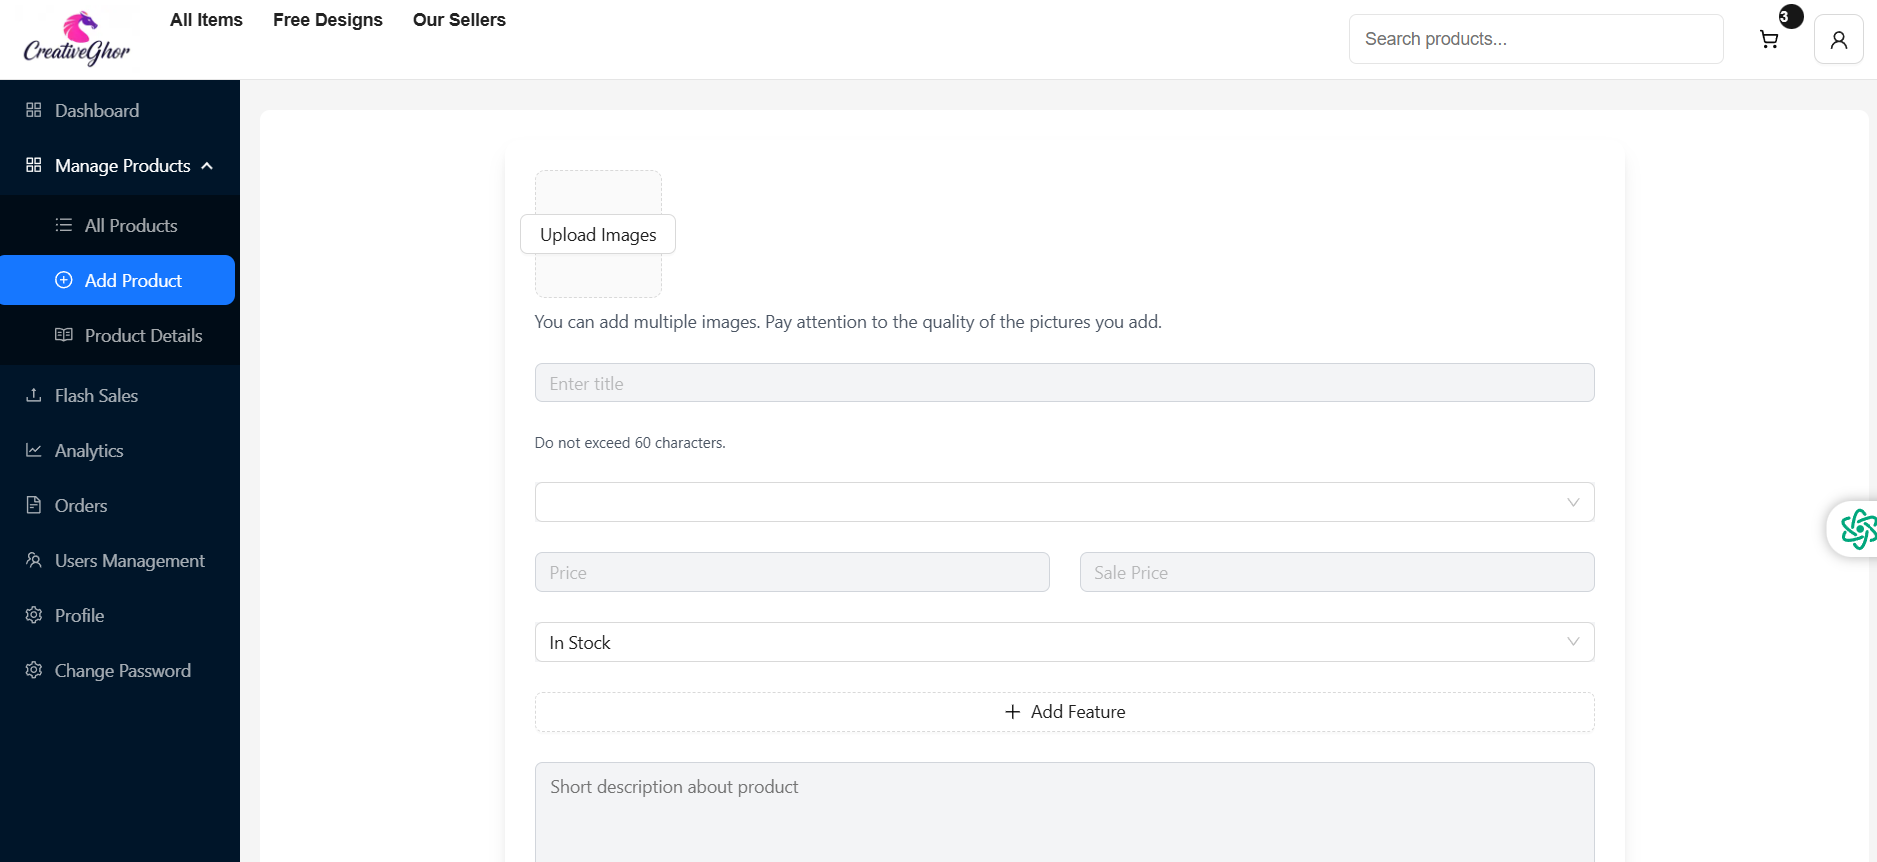 CreativeGhor
All Items
Free Designs
Our Sellers
Search products...
3
Dashboard
Manage Products
All Products
Add Product
Product Details
Flash Sales
Analytics
Orders
Users Management
Profile
Change Password
Upload Images
You can add multiple images. Pay attention to the quality of the pictures you add.
Enter title
Do not exceed 60 characters.
Price
Sale Price
In Stock
Add Feature
Short description about product